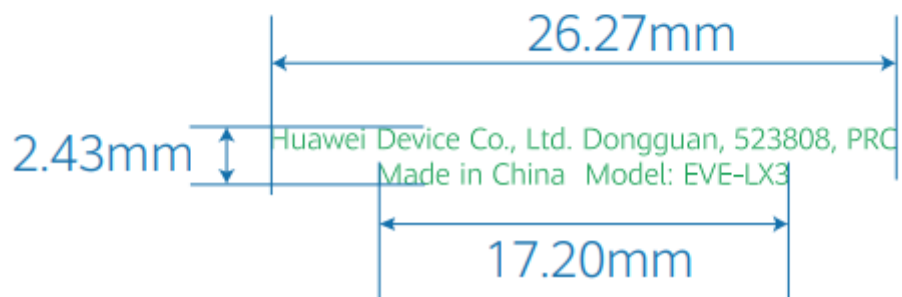 26.27mm
2.43mm
Huawei Device Co., Ltd. Dongguan, 523808, PRC
Made in China  Model: EVE-LX3
17.20mm